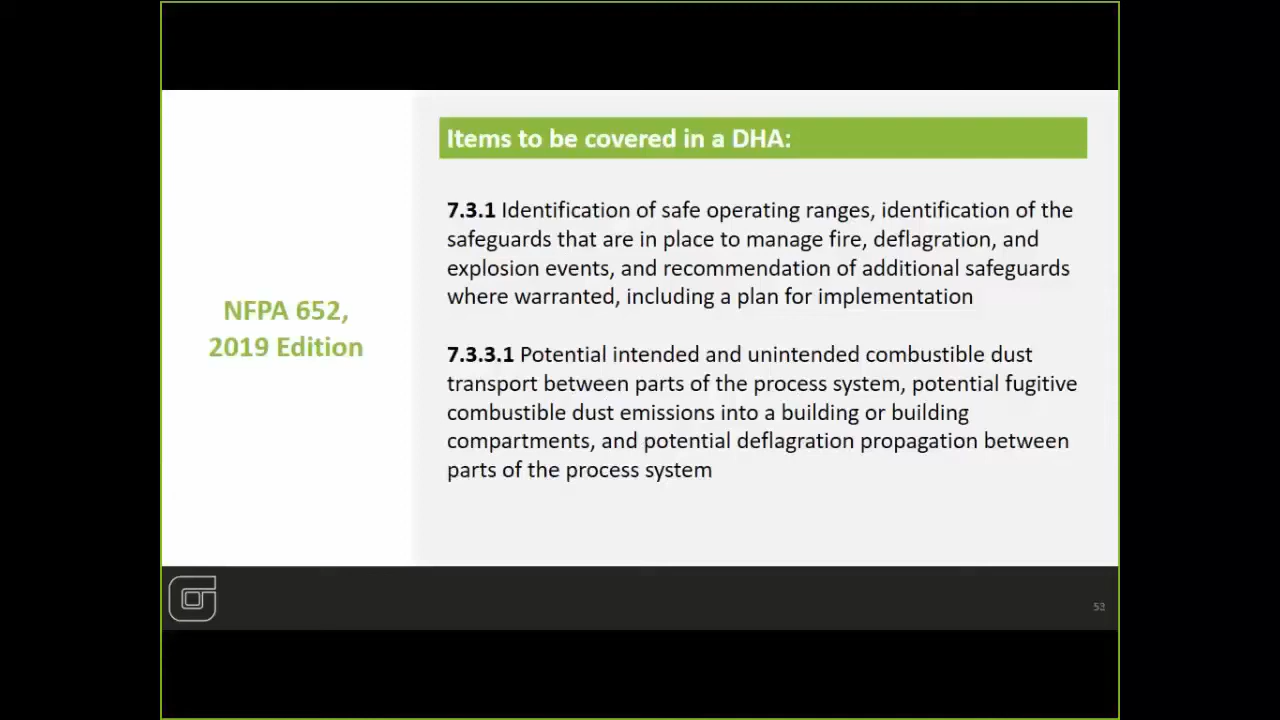 Items to be covered in a DHA:
7.3.1 Identification of safe operating ranges, identification of the
safeguards that are in place to manage fire, deflagration, and
explosion events, and recommendation of additional safeguards
where warranted, including a plan for implementation
NFPA 652,
2019 Edition
7.3.3.1 Potential intended and unintended combustible dust
transport between parts of the process system, potential fugitive
combustible dust emissions into a building or building
compartments, and potential deflagration propagation between
parts of the process system
53